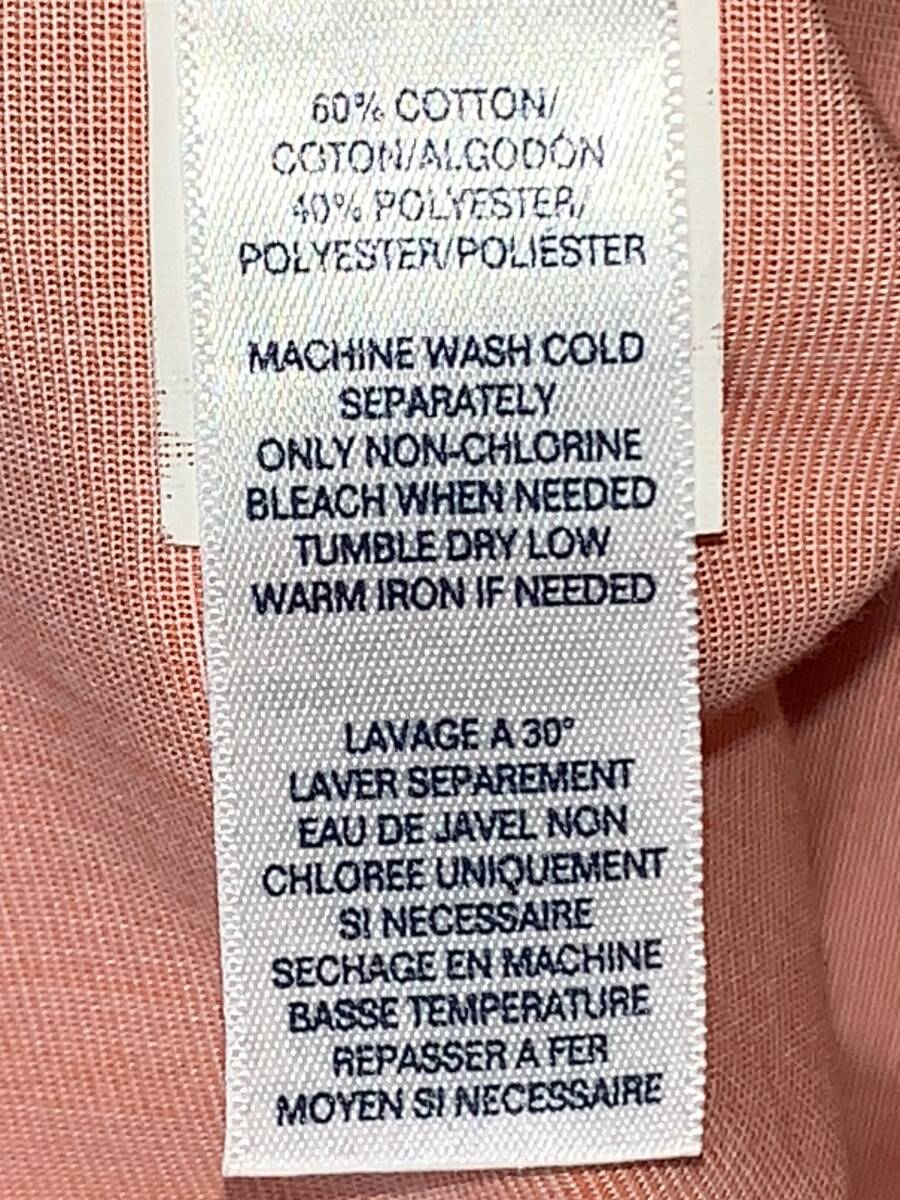 60% COTTON/
COTON/ALGODÓN
40% POLYESTER/
POLYESTER/POLIÉSTER
MACHINE WASH COLD
SEPARATELY
ONLY NON-CHLORINE
BLEACH WHEN NEEDED
TUMBLE DRY LOW
WARM IRON IF NEEDED
LAVAGE A 30°
LAVER SEPAREMENT
EAU DE JAVEL NON
CHLOREE UNIQUEMENT
SI NECESSAIRE
SECHAGE EN MACHINE
BASSE TEMPERATURE
REPASSER A FER
MOYEN SI NECESSAIRE